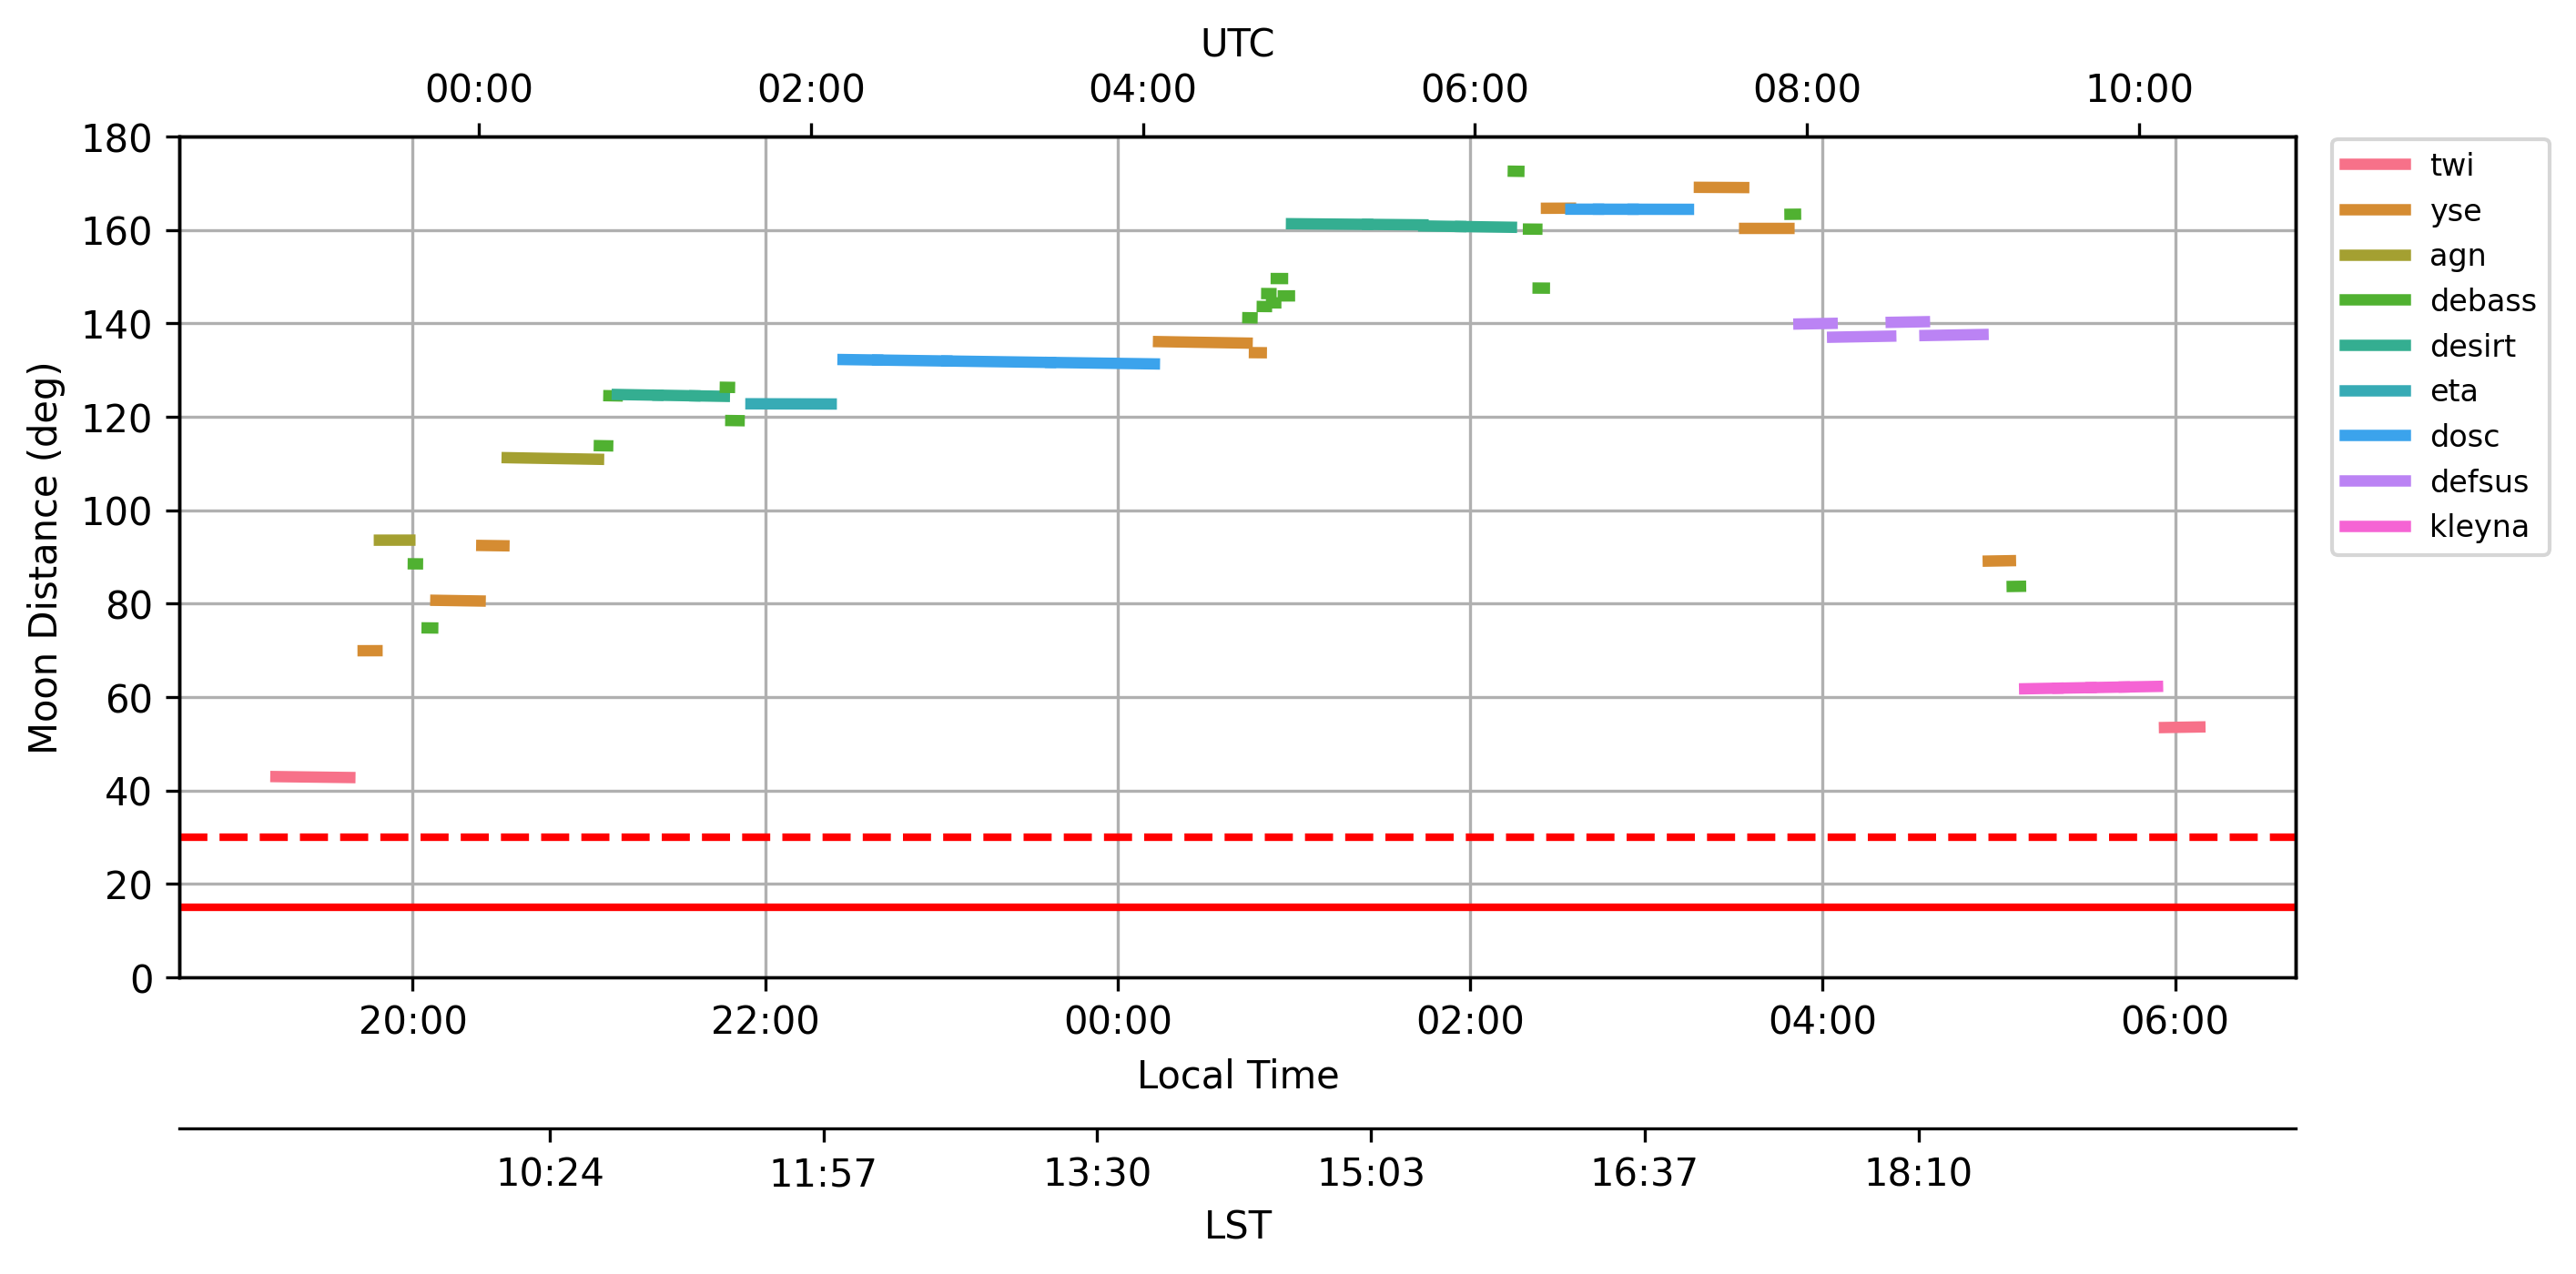 UTC
00:00 02:00 04:00 06:00 08:00 10:00
180
160
140
120
100
80
60
40
20
0
Moon Distance (deg)
twi
yse
agn
debass
desirt
eta
dosc
defsus
kleyna
20:00 22:00 00:00 02:00 04:00 06:00
Local Time
10:24 11:57 13:30 15:03 16:37 18:10
LST